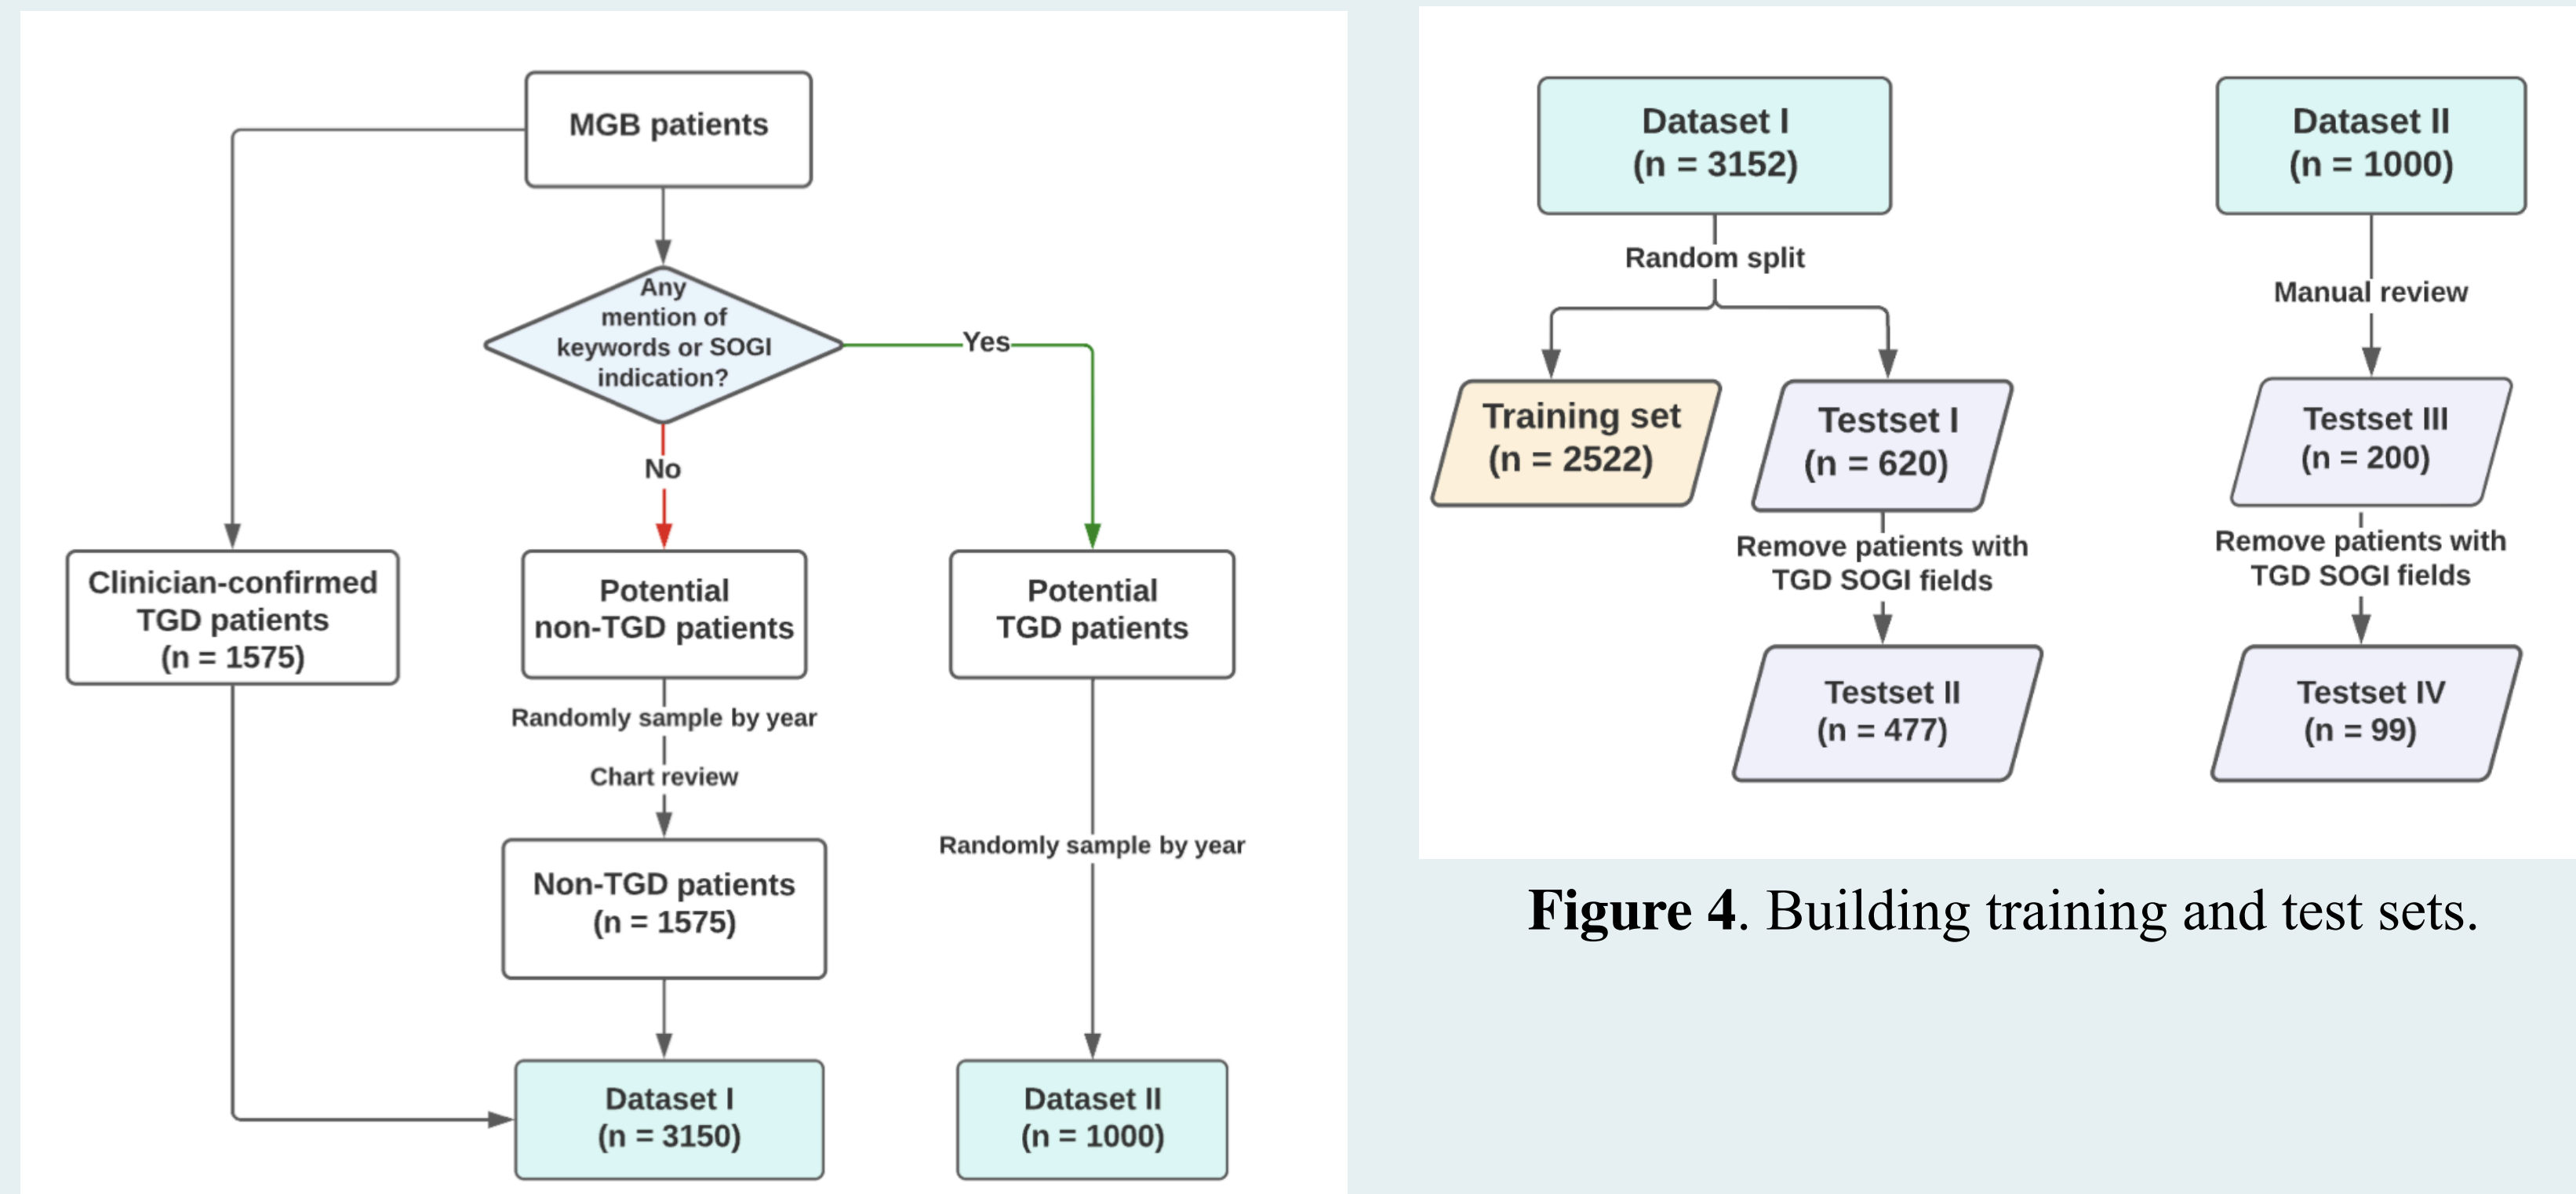 MGB patients
Any
mention of
keywords or SOGI
indication?
Yes
No
Clinician-confirmed
TGD patients
(n = 1575)
Potential
non-TGD patients
Potential
TGD patients
Randomly sample by year
Chart review
Randomly sample by year
Non-TGD patients
(n = 1575)
Dataset I
(n = 3150)
Dataset II
(n = 1000)
Dataset I
(n = 3152)
Dataset II
(n = 1000)
Random split
Manual review
Training set
(n = 2522)
Testset I
(n = 620)
Testset III
(n = 200)
Remove patients with
TGD SOGI fields
Remove patients with
TGD SOGI fields
Testset II
(n = 477)
Testset IV
(n = 99)
Figure 4. Building training and test sets.